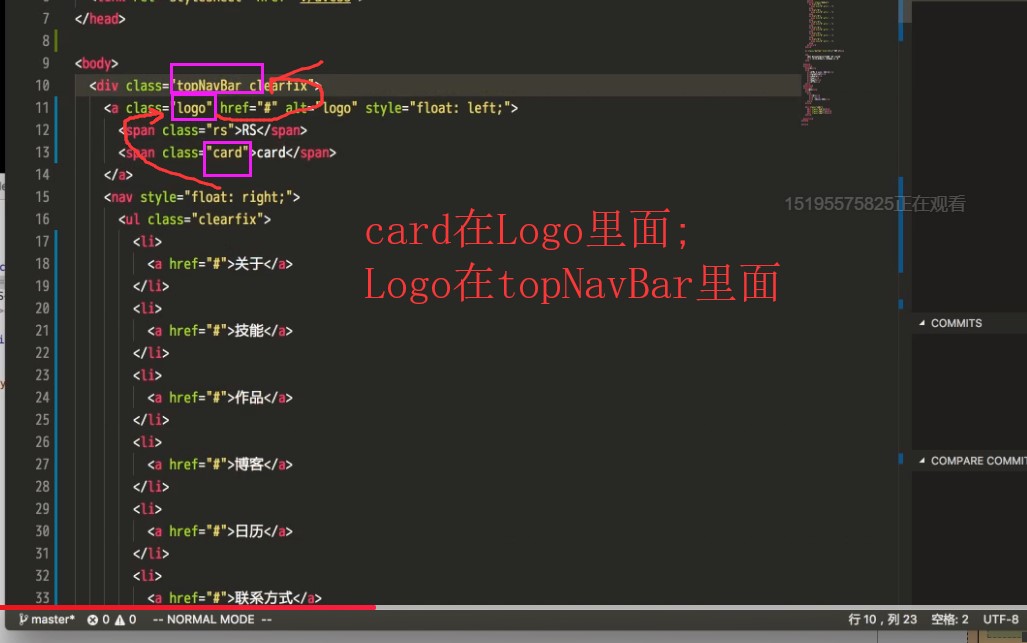 7 </head>
8
9 <body>
10 <div class="topNavBar clearfix">
11 <a class="logo" href="#" alt="logo" style="float: left;">
12 <span class="rs">RS</span>
13 <span class="card">card</span>
14 </a>
15 <nav style="float: right;">
16 <ul class="clearfix">
17 <li>
18 <a href="#">关于</a>
19 </li>
20 <li>
21 <a href="#">技能</a>
22 </li>
23 <li>
24 <a href="#">作品</a>
25 </li>
26 <li>
27 <a href="#">博客</a>
28 </li>
29 <li>
30 <a href="#">日历</a>
31 </li>
32 <li>
33 <a href="#">联系方式</a>
card在Logo里面;
Logo在topNavBar里面
15195575825正在观看
COMMITS
COMPARE COMMIT
master* 0 0 -- NORMAL MODE -- 行 10，列 23 空格: 2 UTF-8